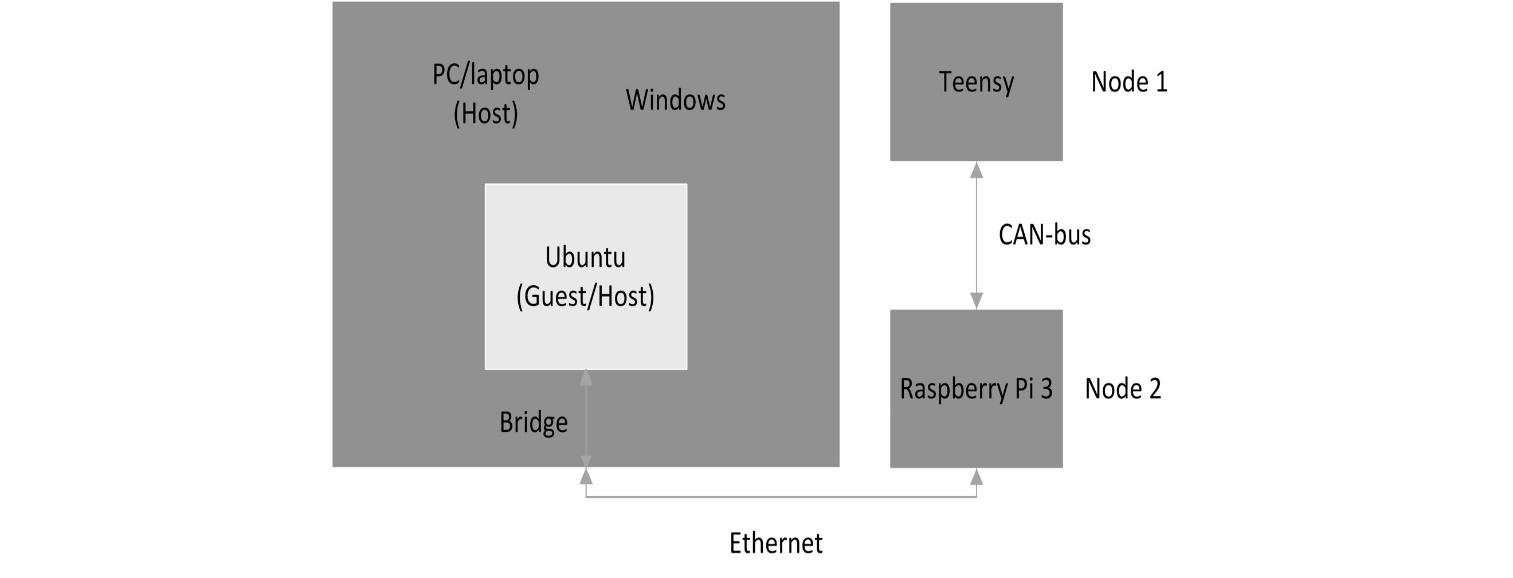 PC/laptop
(Host)
Windows
Ubuntu
(Guest/Host)
Bridge
Teensy
Node 1
CAN-bus
Raspberry Pi 3
Node 2
Ethernet